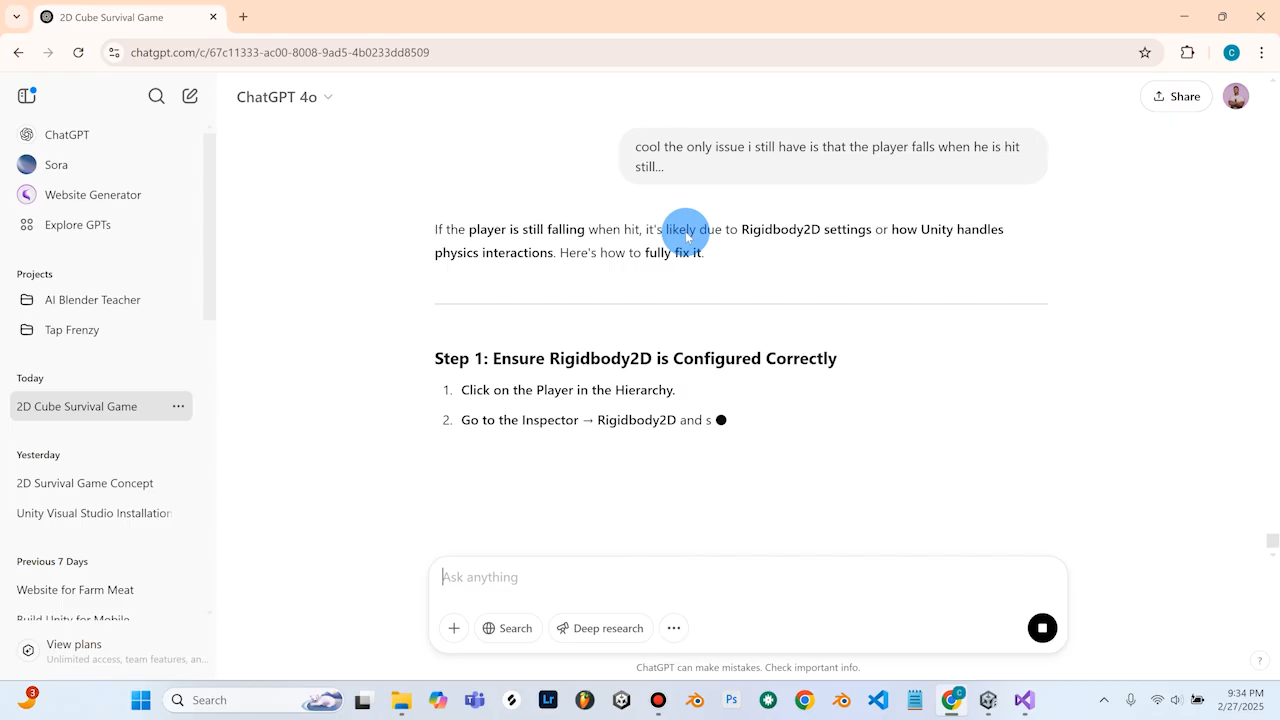 2D Cube Survival Game
chatgpt.com/c/67c11333-ac00-8008-9ad5-4b0233dd8509
C
ChatGPT 4o
Share
ChatGPT
Sora
Website Generator
Explore GPTs
Projects
AI Blender Teacher
Tap Frenzy
Today
2D Cube Survival Game
Yesterday
2D Survival Game Concept
Unity Visual Studio Installation
Previous 7 Days
Website for Farm Meat
Build Unity for Mobile
View plans
Unlimited access, team features, an...
cool the only issue i still have is that the player falls when he is hit
still...
If the player is still falling when hit, it's likely due to Rigidbody2D settings or how Unity handles
physics interactions. Here's how to fully fix it.
Step 1: Ensure Rigidbody2D is Configured Correctly
1. Click on the Player in the Hierarchy.
2. Go to the Inspector → Rigidbody2D and s
Ask anything
Search
Deep research
ChatGPT can make mistakes. Check important info.
?
3
Search
Lr
Ps
C
9:34 PM
2/27/2025